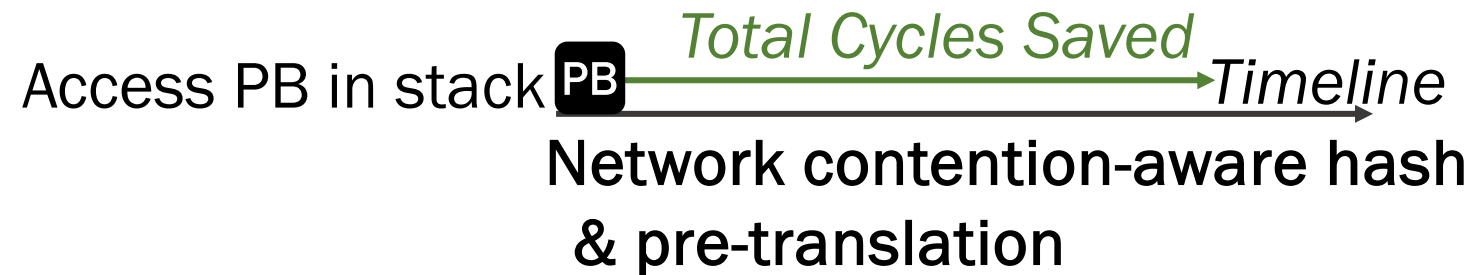 Total Cycles Saved
Access PB in stack PB Timeline
Network contention-aware hash
& pre-translation